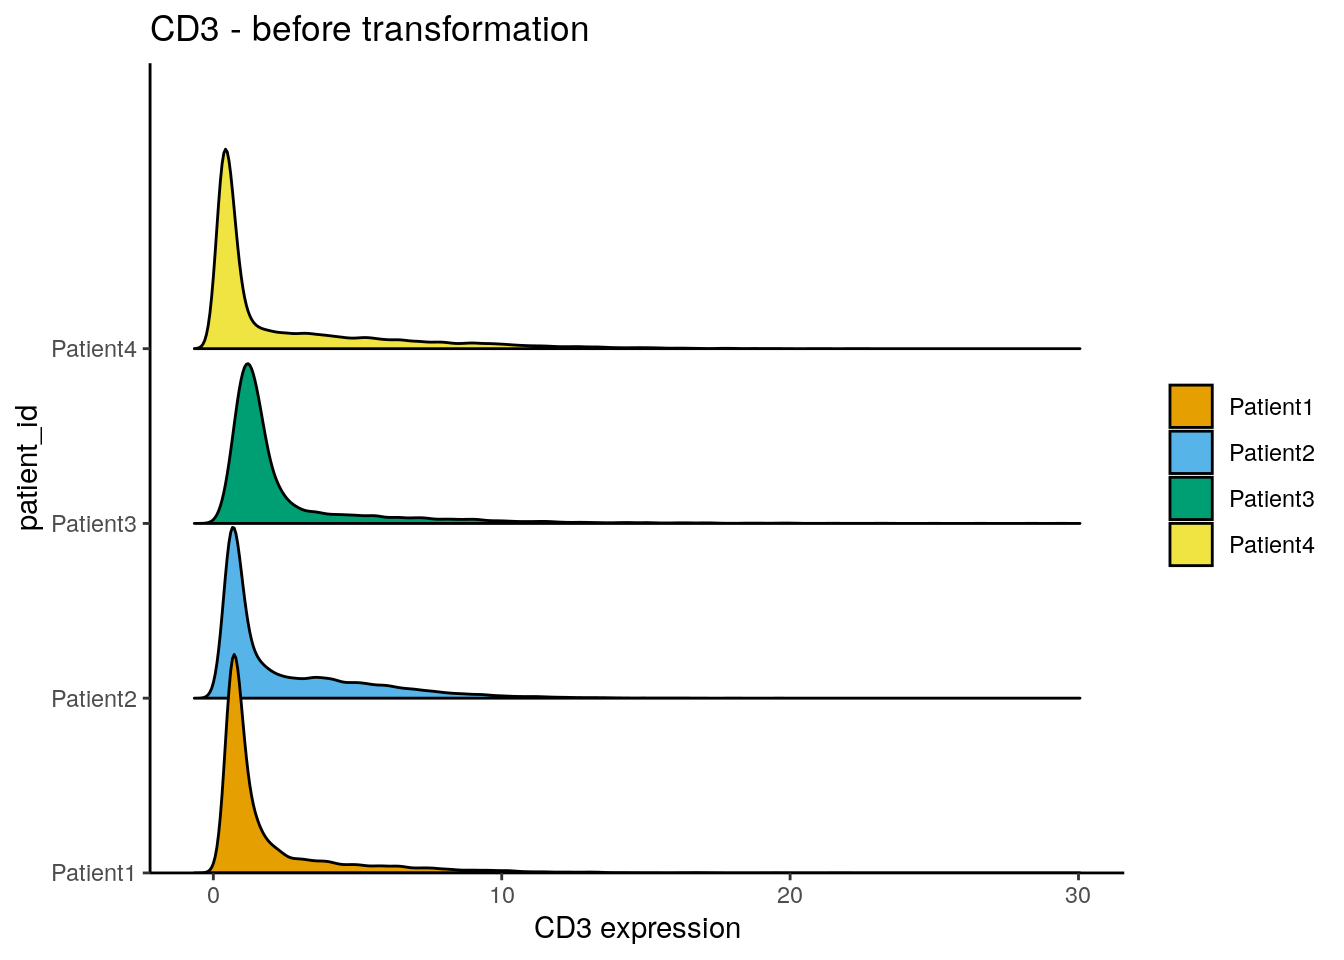 CD3 - before transformation
patient_id
Patient4
Patient3
Patient2
Patient1
0 10 20 30
CD3 expression
Patient1
Patient2
Patient3
Patient4